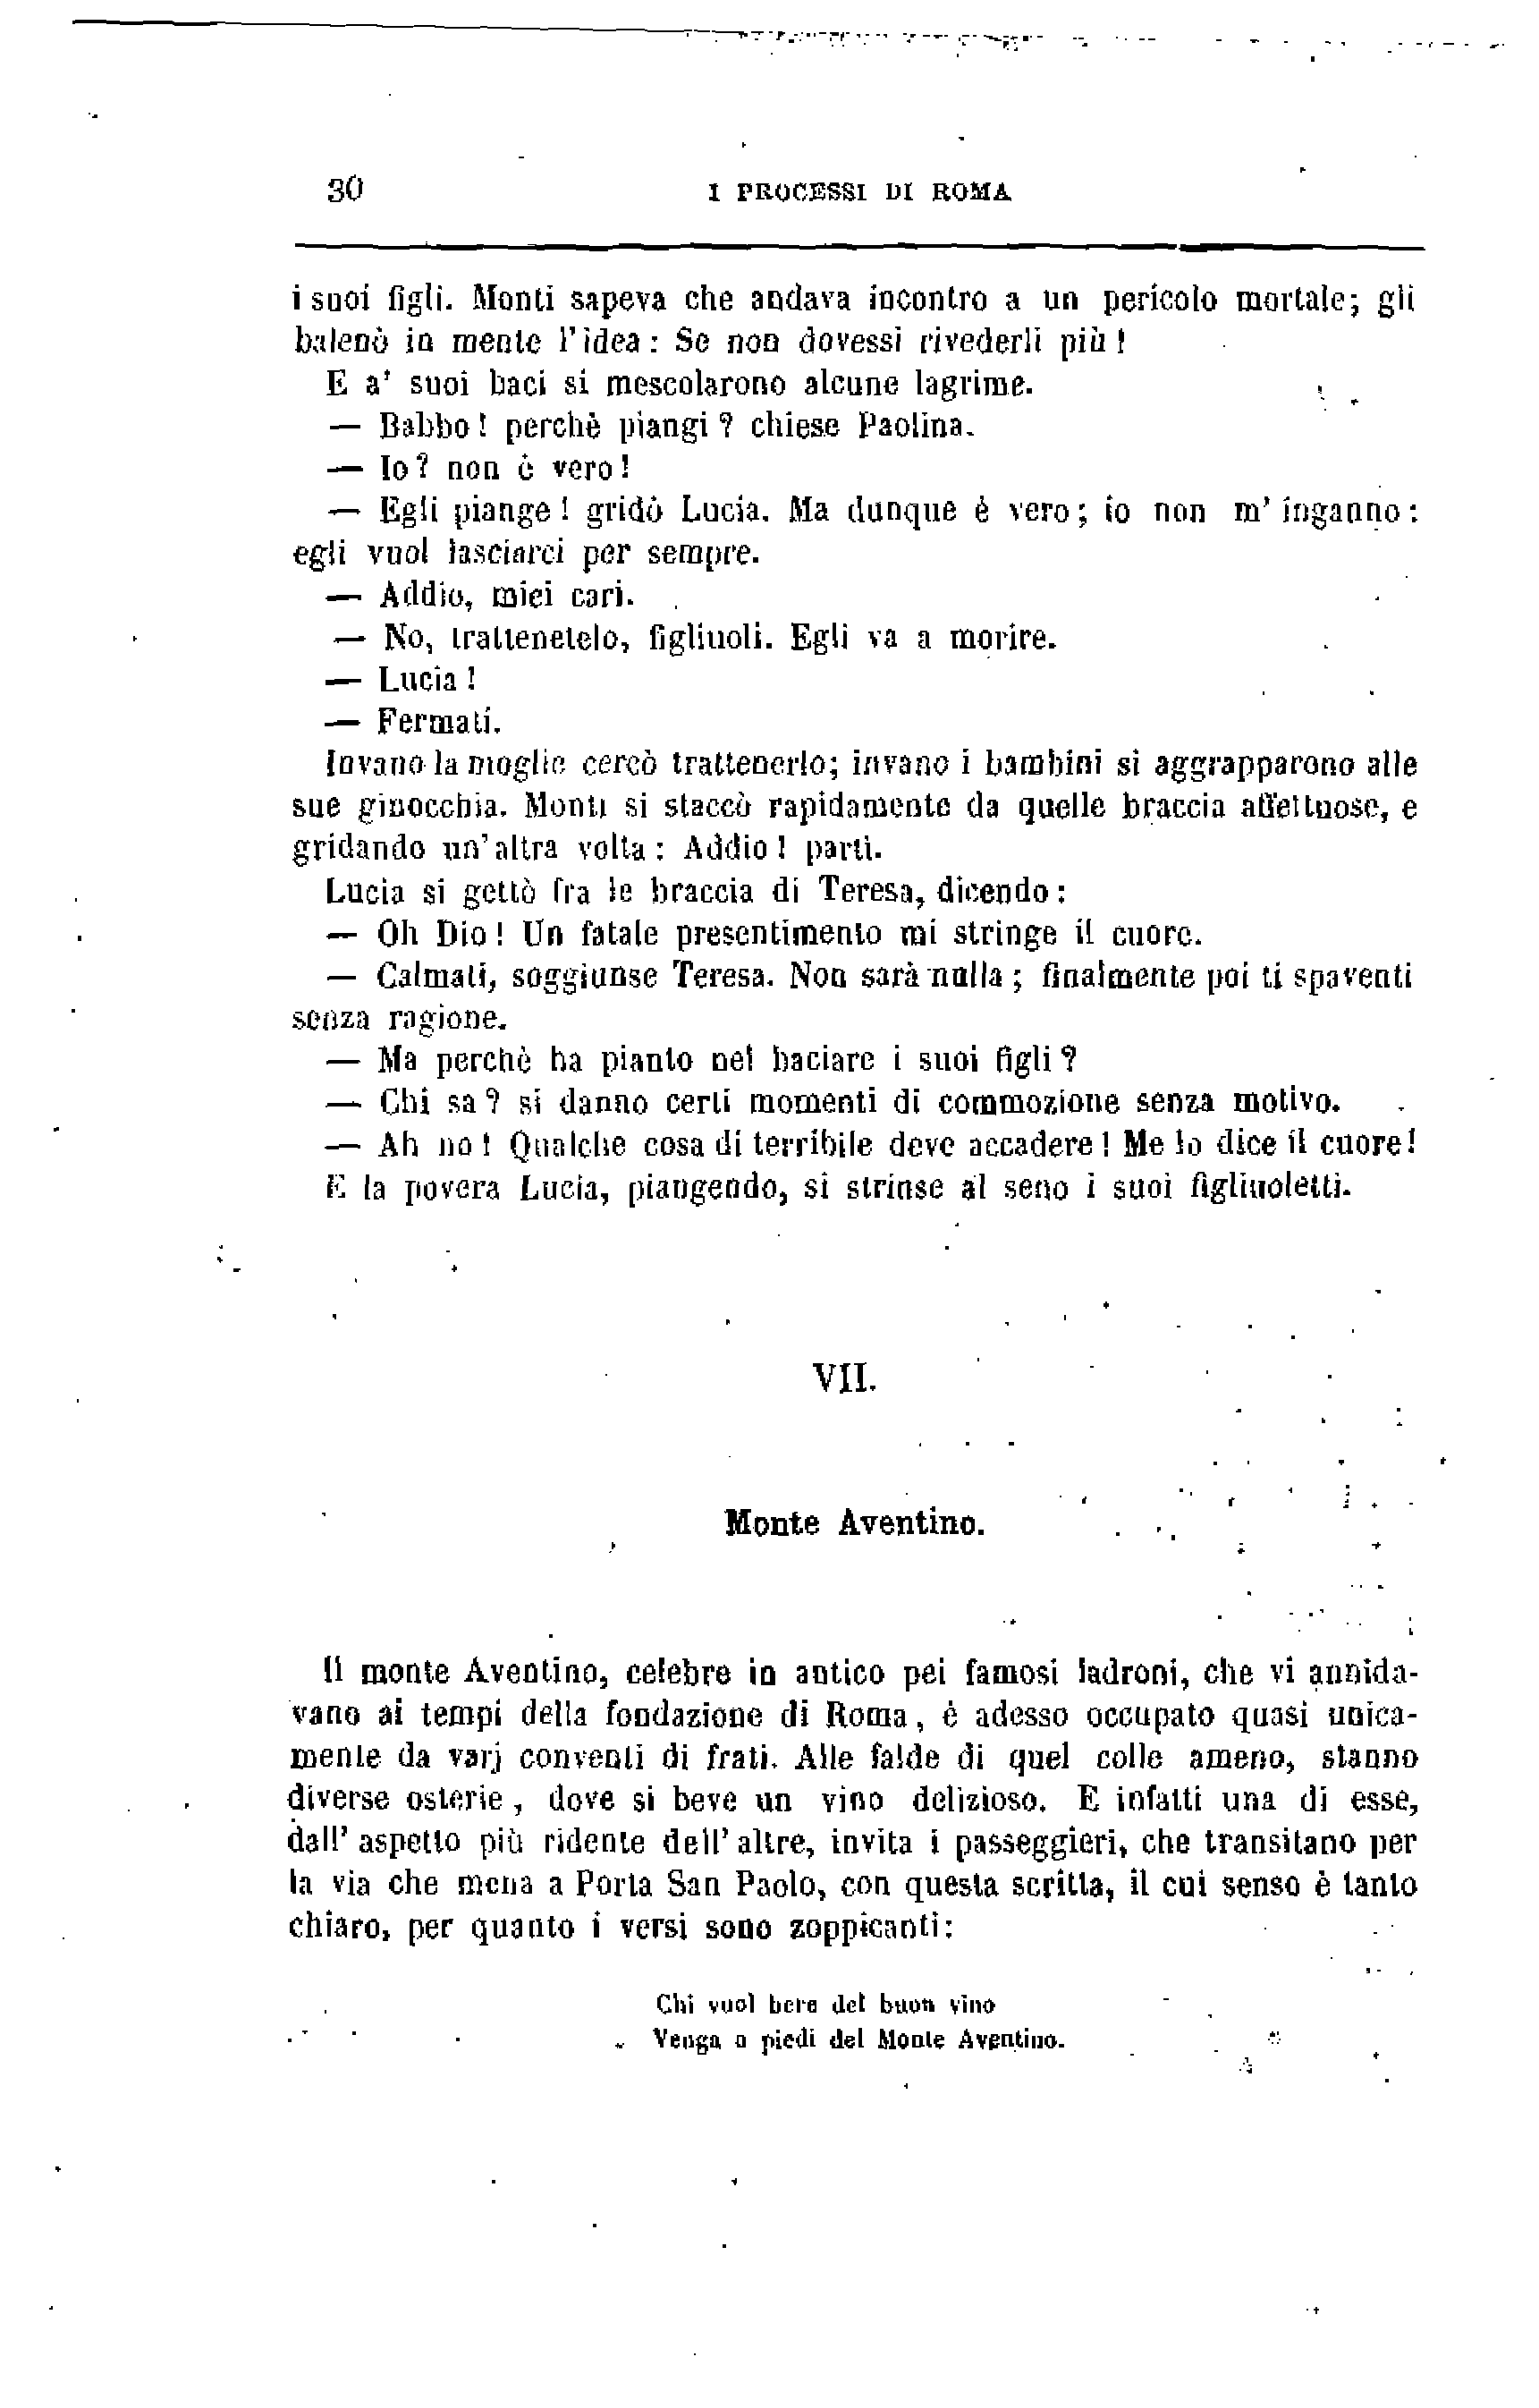 30
I PROCESSI DI ROMA
i suoi figli. Monti sapeva che andava incontro a un pericolo mortale; gli
balenò in mente l'idea: Se non dovessi rivederli più!
E a' suoi baci si mescolarono alcune lagrime.
— Babbo! perchè piangi? chiese Paolina.
— Io? non è vero!
— Egli piange! gridò Lucia. Ma dunque è vero; io non m'inganno:
egli vuol lasciarci per sempre.
— Addio, miei cari.
— No, trattenetelo, figliuoli. Egli va a morire.
— Lucia!
— Fermati.
Invano la moglie cercò trattenerlo; invano i bambini si aggrapparono alle
sue ginocchia. Monti si staccò rapidamente da quelle braccia affettuose, e
gridando un'altra volta: Addio! partì.
Lucia si gettò fra le braccia di Teresa, dicendo:
— Oh Dio! Un fatale presentimento mi stringe il cuore.
— Calmati, soggiunse Teresa. Non sarà nulla; finalmente poi ti spaventi
senza ragione.
— Ma perchè ha pianto nel baciare i suoi figli?
— Chi sa? si danno certi momenti di commozione senza motivo.
— Ah no! Qualche cosa di terribile deve accadere! Me lo dice il cuore!
E la povera Lucia, piangendo, si strinse al seno i suoi figliuoletti.
VII.
Monte Aventino.
Il monte Aventino, celebre in antico pei famosi ladroni, che vi annida-
vano ai tempi della fondazione di Roma, è adesso occupato quasi unica-
mente da varj conventi di frati. Alle falde di quel colle ameno, stanno
diverse osterie, dove si beve un vino delizioso. E infatti una di esse,
dall'aspetto più ridente dell'altre, invita i passeggieri, che transitano per
la via che mena a Porta San Paolo, con questa scritta, il cui senso è tanto
chiaro, per quanto i versi sono zoppicanti:
Chi vuol bere del buon vino
Venga a piedi del Monte Aventino.